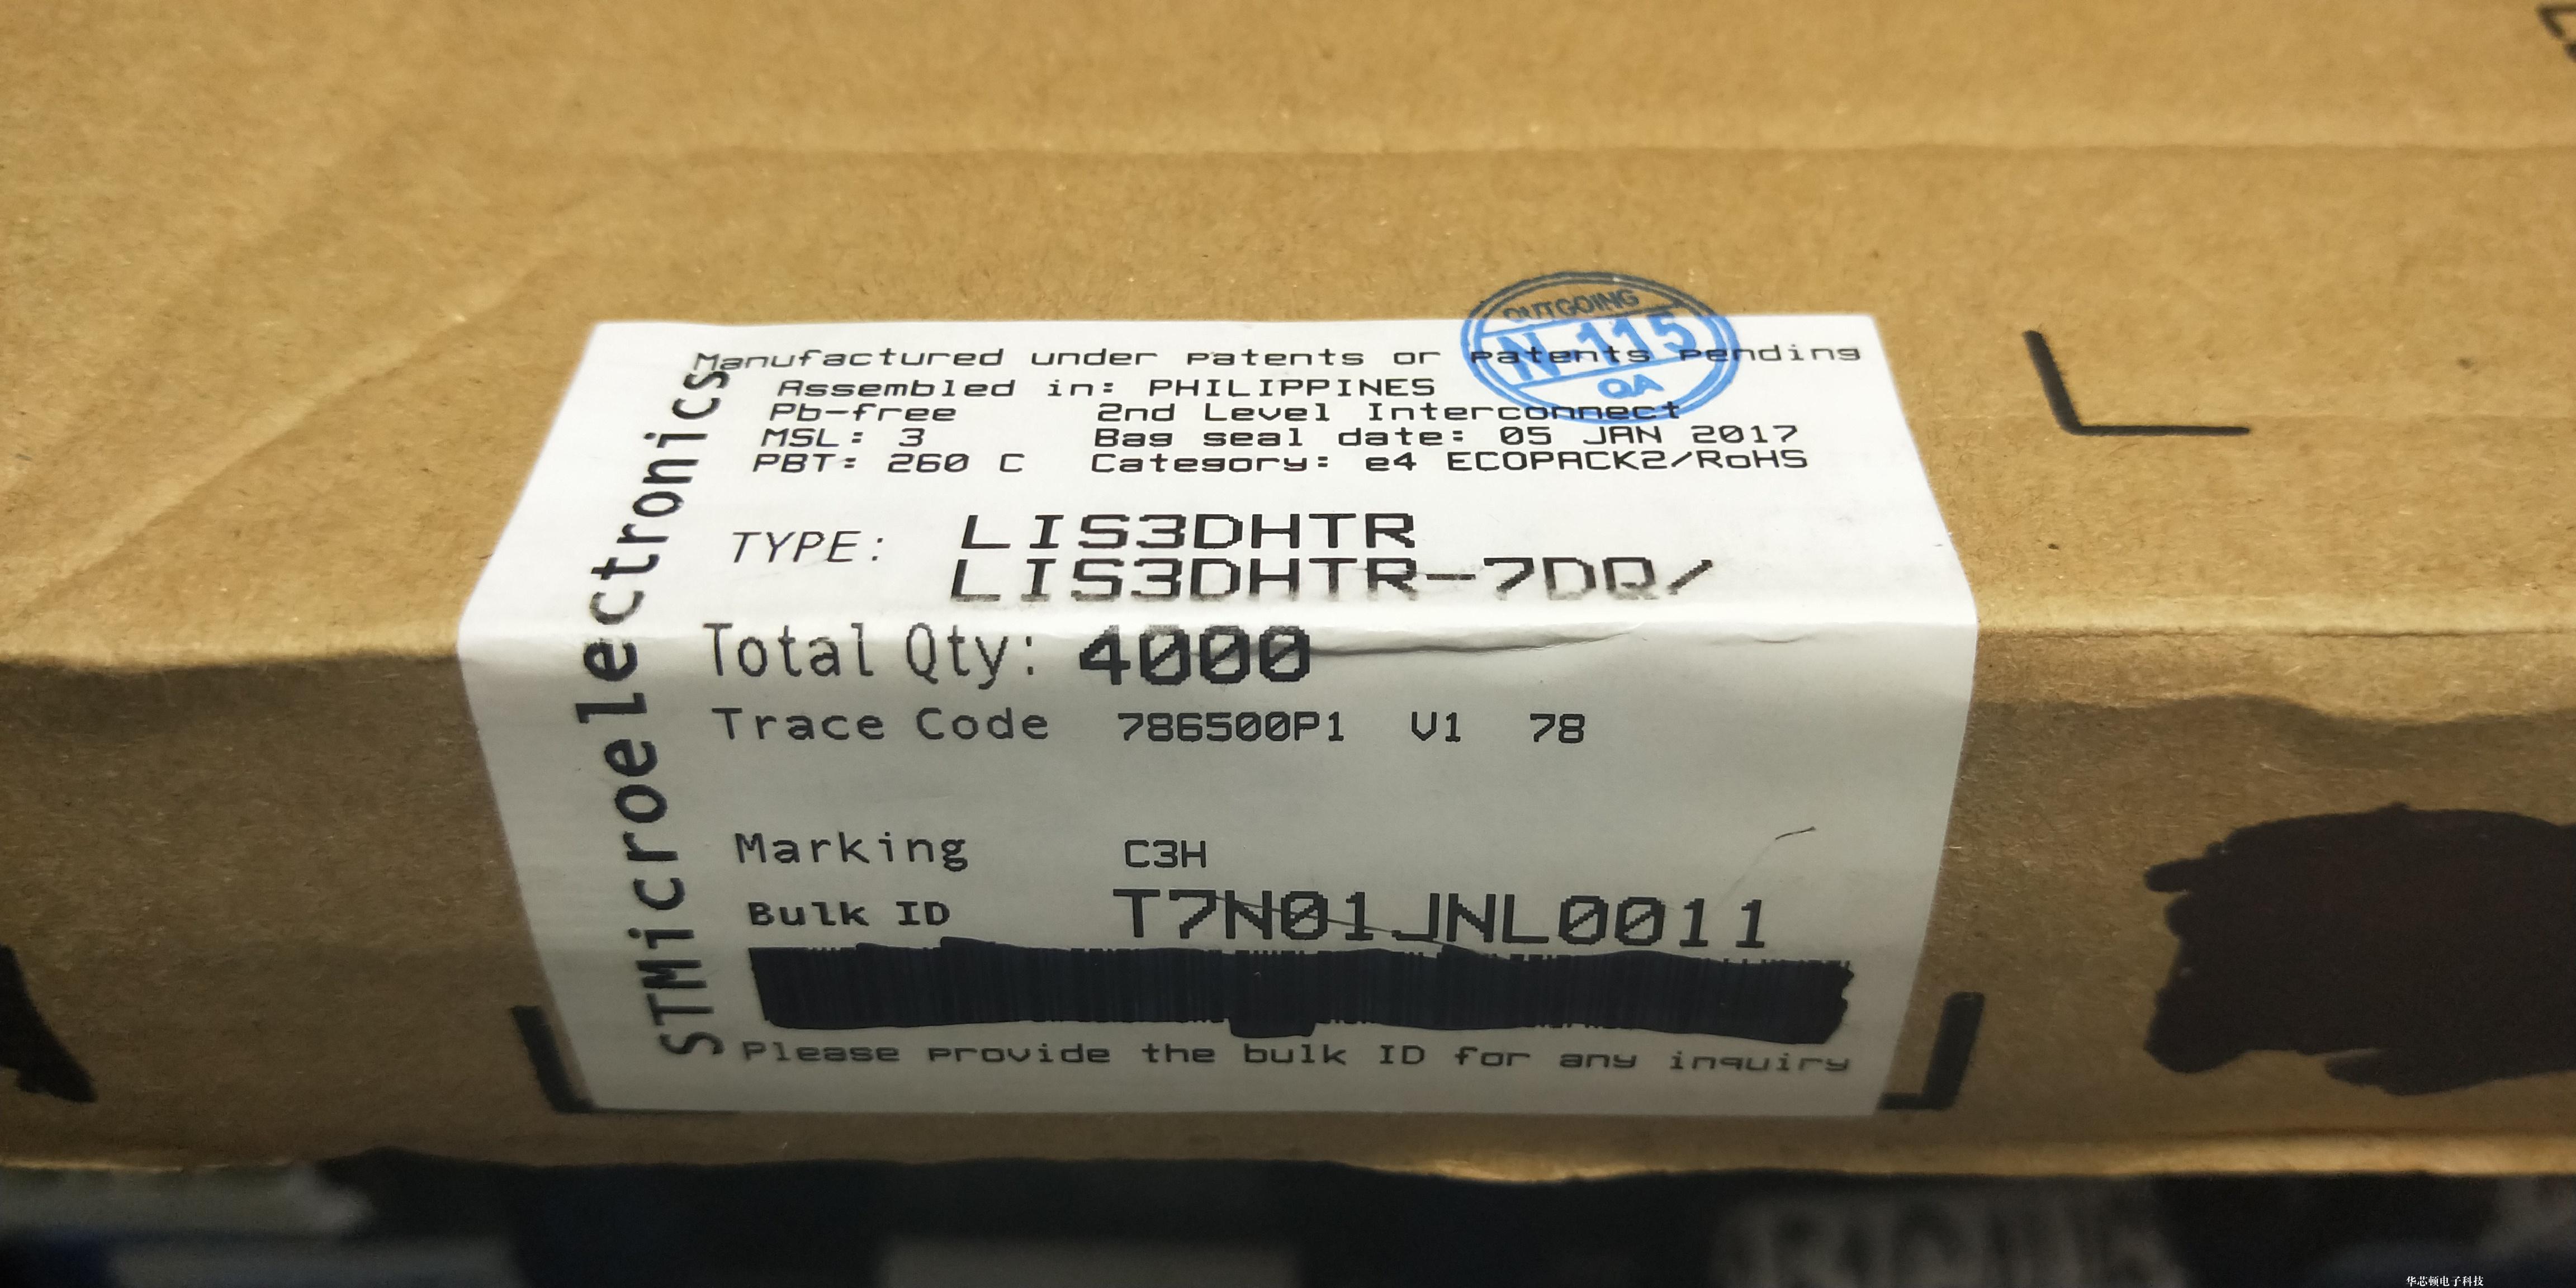 OUTGOING
N-115
QA
Manufactured under patents or patents pending
Assembled in: PHILIPPINES
Pb-free 2nd Level Interconnect
MSL: 3 Bag seal date: 05 JAN 2017
PBT: 260 C Category: e4 ECOPACK2/RoHS
TYPE: LIS3DHTR
LIS3DHTR-7DQ/
Total Qty: 4000
Trace Code 786500P1 V1 78
Marking C3H
Bulk ID T7N01JNL0011
Please provide the bulk ID for any inquiry
STMicroelectronics
华芯顿电子科技